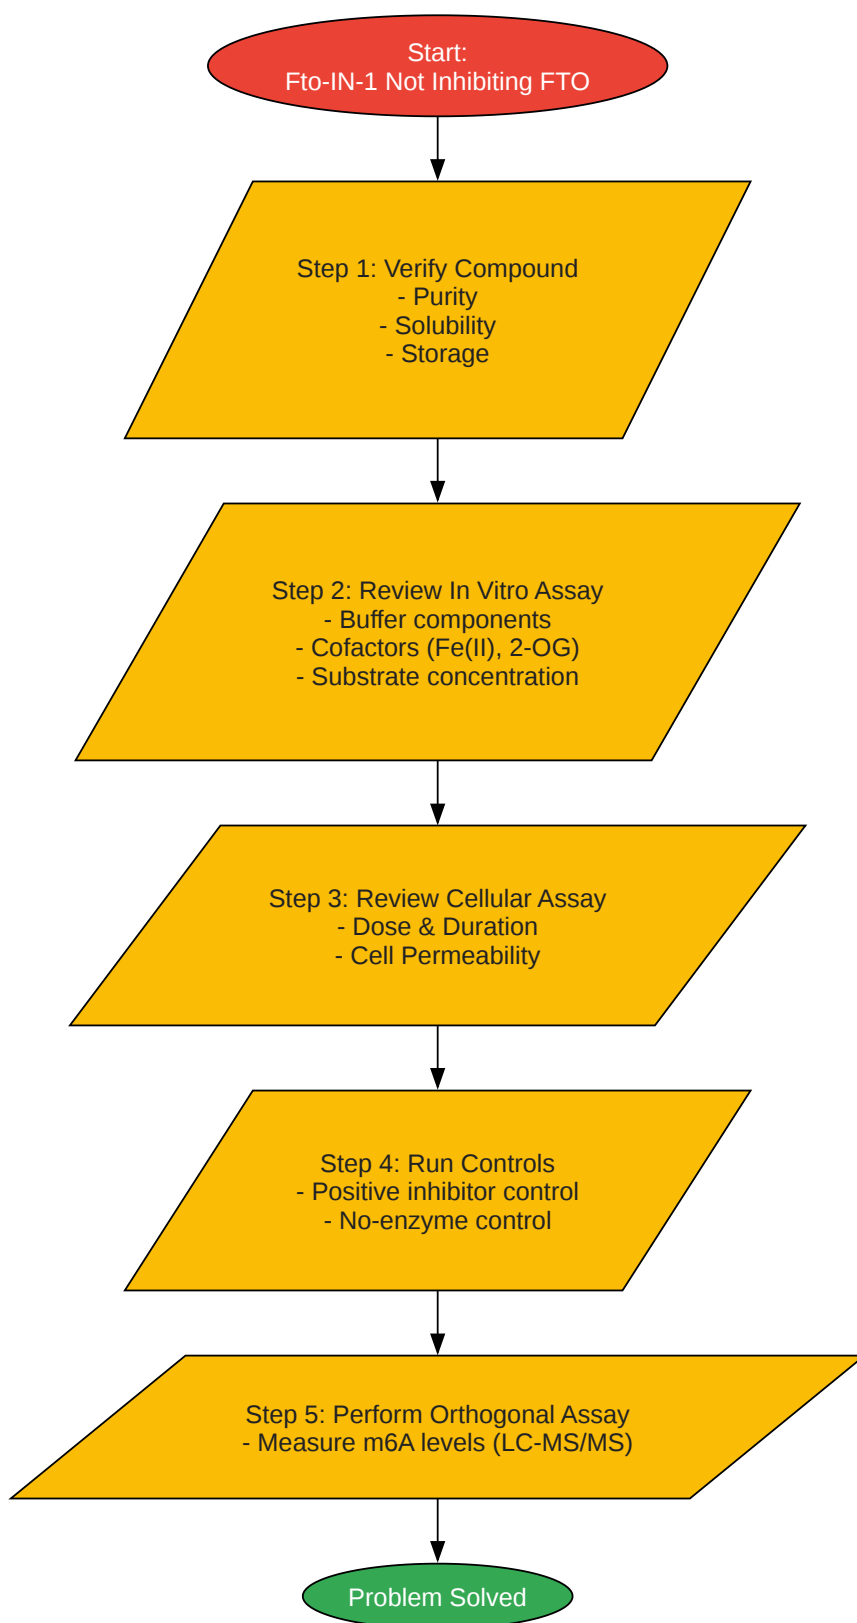 Start:
Fto-IN-1 Not Inhibiting FTO
Step 1: Verify Compound
- Purity
- Solubility
- Storage
Step 2: Review In Vitro Assay
- Buffer components
- Cofactors (Fe(II), 2-OG)
- Substrate concentration
Step 3: Review Cellular Assay
- Dose & Duration
- Cell Permeability
Step 4: Run Controls
- Positive inhibitor control
- No-enzyme control
Step 5: Perform Orthogonal Assay
- Measure m6A levels (LC-MS/MS)
Problem Solved